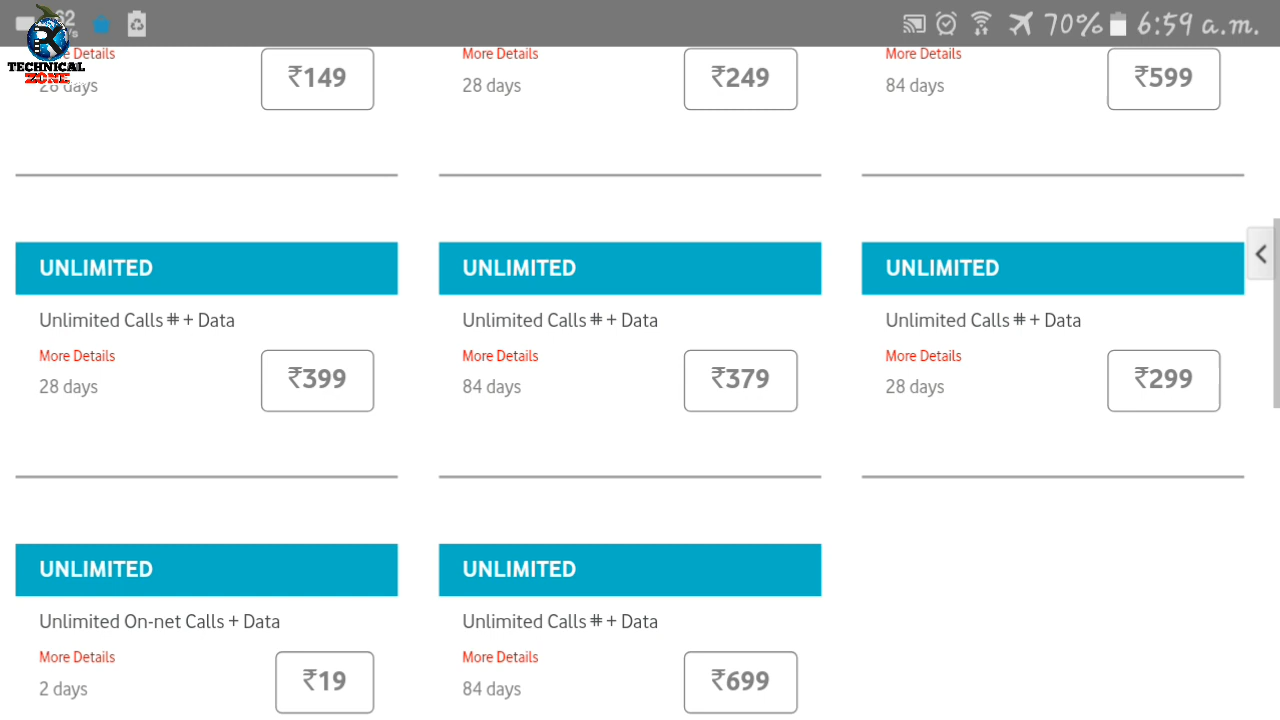 70% 6:59 a.m.
TECHNICAL
ZONE
More Details More Details
28 days ₹149 28 days ₹249 84 days ₹599
UNLIMITED UNLIMITED UNLIMITED
Unlimited Calls # + Data Unlimited Calls # + Data Unlimited Calls # + Data
More Details More Details More Details
28 days ₹399 84 days ₹379 28 days ₹299
UNLIMITED UNLIMITED
Unlimited On-net Calls + Data Unlimited Calls # + Data
More Details More Details
2 days ₹19 84 days ₹699